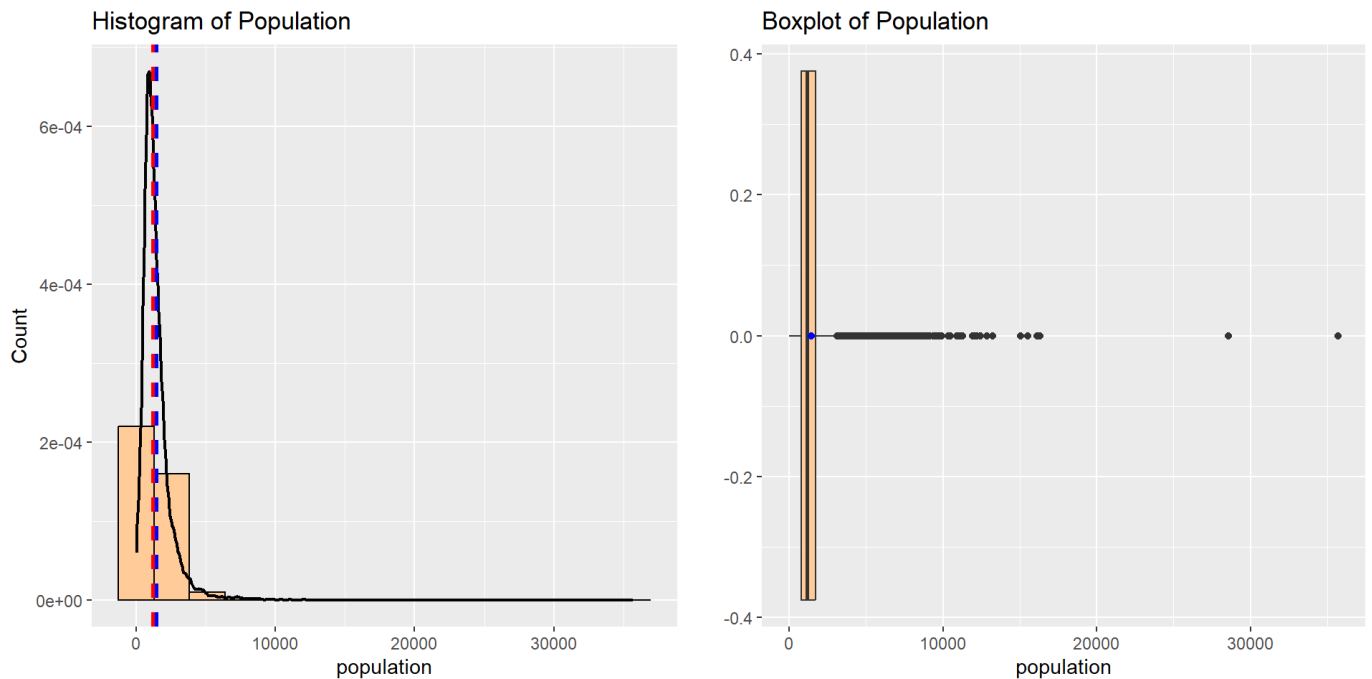 Histogram of Population
Count
6e-04
4e-04
2e-04
0e+00
0
10000
20000
30000
population
Boxplot of Population
0.4
0.2
0.0
-0.2
-0.4
0
10000
20000
30000
population